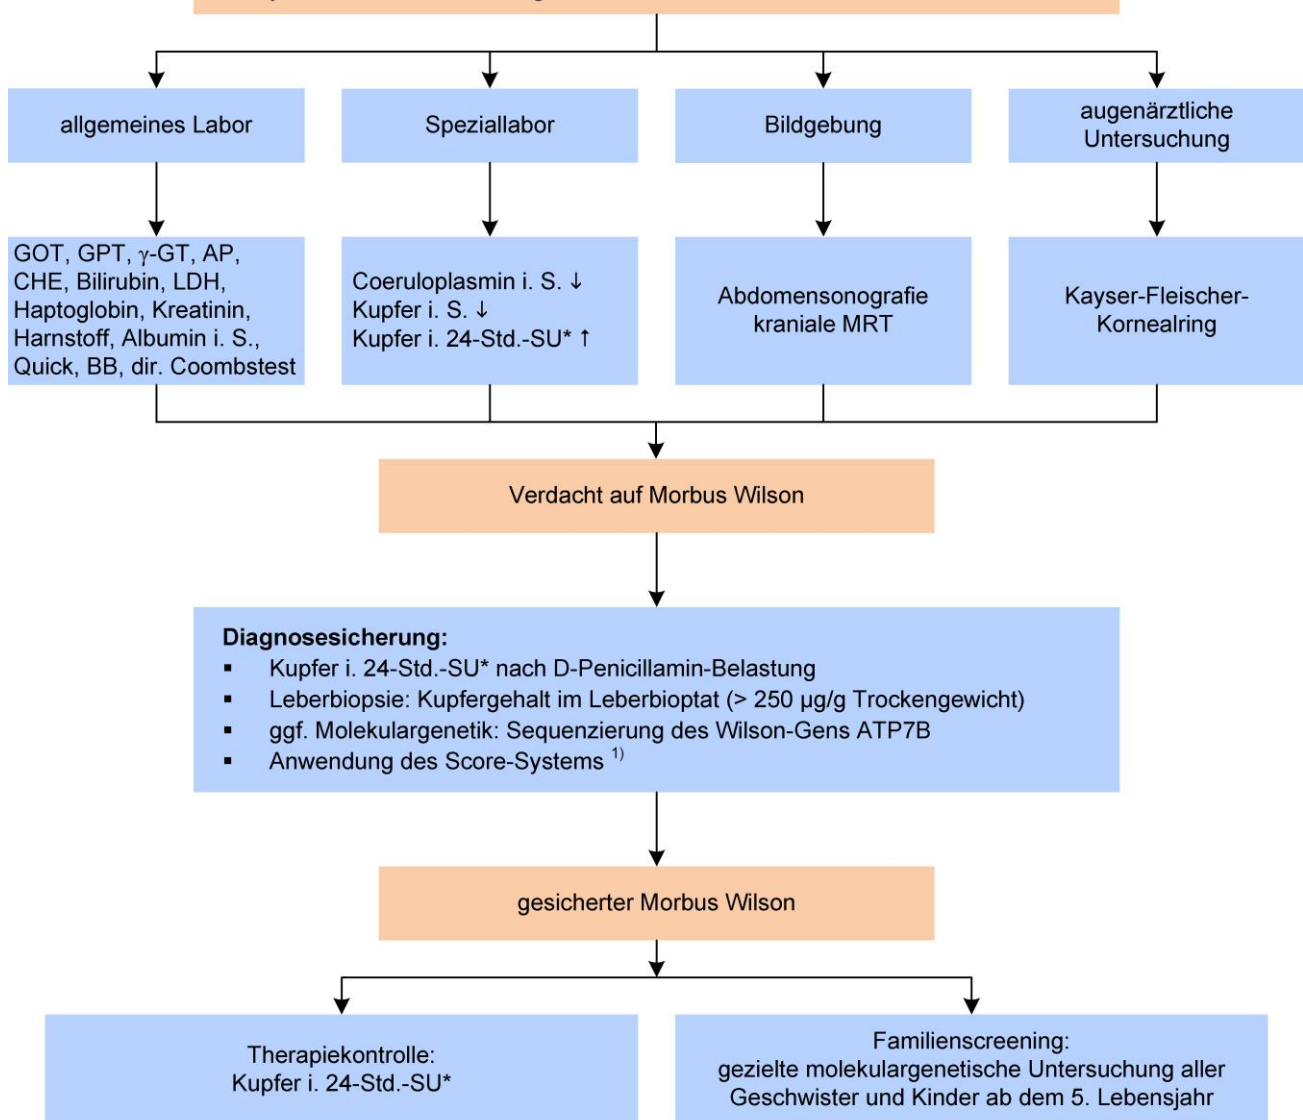 allgemeines Labor
Speziallabor
Bildgebung
augenärztliche
Untersuchung
GOT, GPT, γ-GT, AP,
CHE, Bilirubin, LDH,
Haptoglobin, Kreatinin,
Harnstoff, Albumin i. S.,
Quick, BB, dir. Coombstest
Coeruloplasmin i. S. ↓
Kupfer i. S. ↓
Kupfer i. 24-Std.-SU* ↑
Abdomensonografie
kraniale MRT
Kayser-Fleischer-
Kornealring
Verdacht auf Morbus Wilson
Diagnosesicherung:
▪ Kupfer i. 24-Std.-SU* nach D-Penicillamin-Belastung
▪ Leberbiopsie: Kupfergehalt im Leberbioptat (> 250 µg/g Trockengewicht)
▪ ggf. Molekulargenetik: Sequenzierung des Wilson-Gens ATP7B
▪ Anwendung des Score-Systems ¹⁾
gesicherter Morbus Wilson
Therapiekontrolle:
Kupfer i. 24-Std.-SU*
Familienscreening:
gezielte molekulargenetische Untersuchung aller
Geschwister und Kinder ab dem 5. Lebensjahr